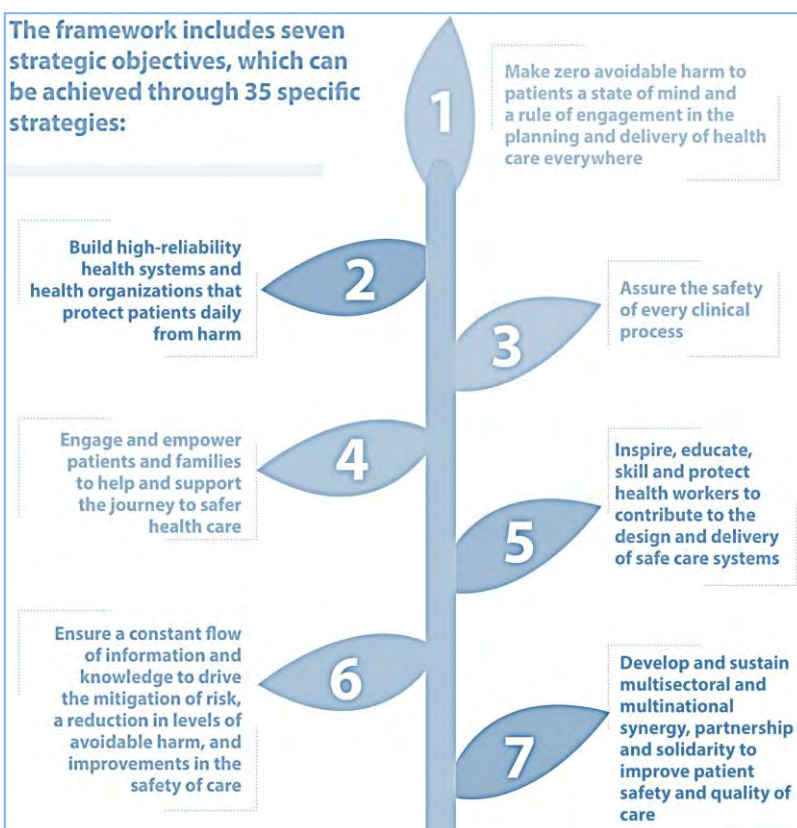 The framework includes seven
strategic objectives, which can
be achieved through 35 specific
strategies:
1
Make zero avoidable harm to
patients a state of mind and
a rule of engagement in the
planning and delivery of health
care everywhere
Build high-reliability
health systems and
health organizations that
protect patients daily
from harm
2
3
Assure the safety
of every clinical
process
Engage and empower
patients and families
to help and support
the journey to safer
health care
4
5
Inspire, educate,
skill and protect
health workers to
contribute to the
design and delivery
of safe care systems
Ensure a constant flow
of information and
knowledge to drive
the mitigation of risk,
a reduction in levels of
avoidable harm, and
improvements in the
safety of care
6
7
Develop and sustain
multisectoral and
multinational
synergy, partnership
and solidarity to
improve patient
safety and quality of
care